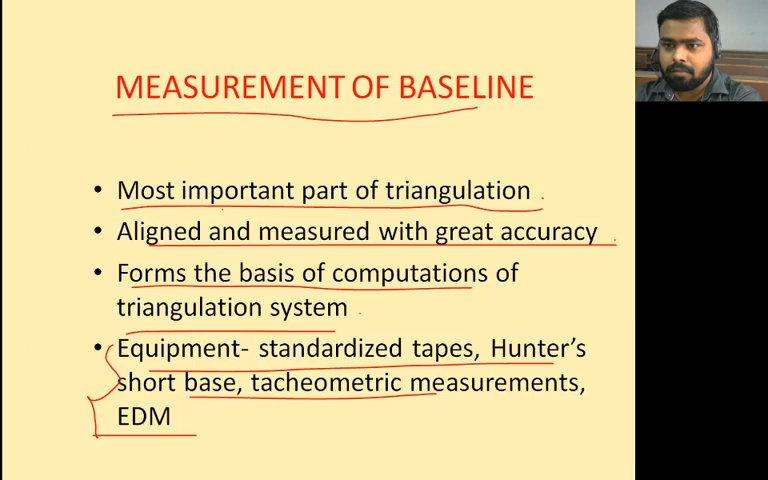 MEASUREMENT OF BASELINE
• Most important part of triangulation .
• Aligned and measured with great accuracy .
• Forms the basis of computations of
triangulation system .
• Equipment- standardized tapes, Hunter’s
short base, tacheometric measurements,
EDM